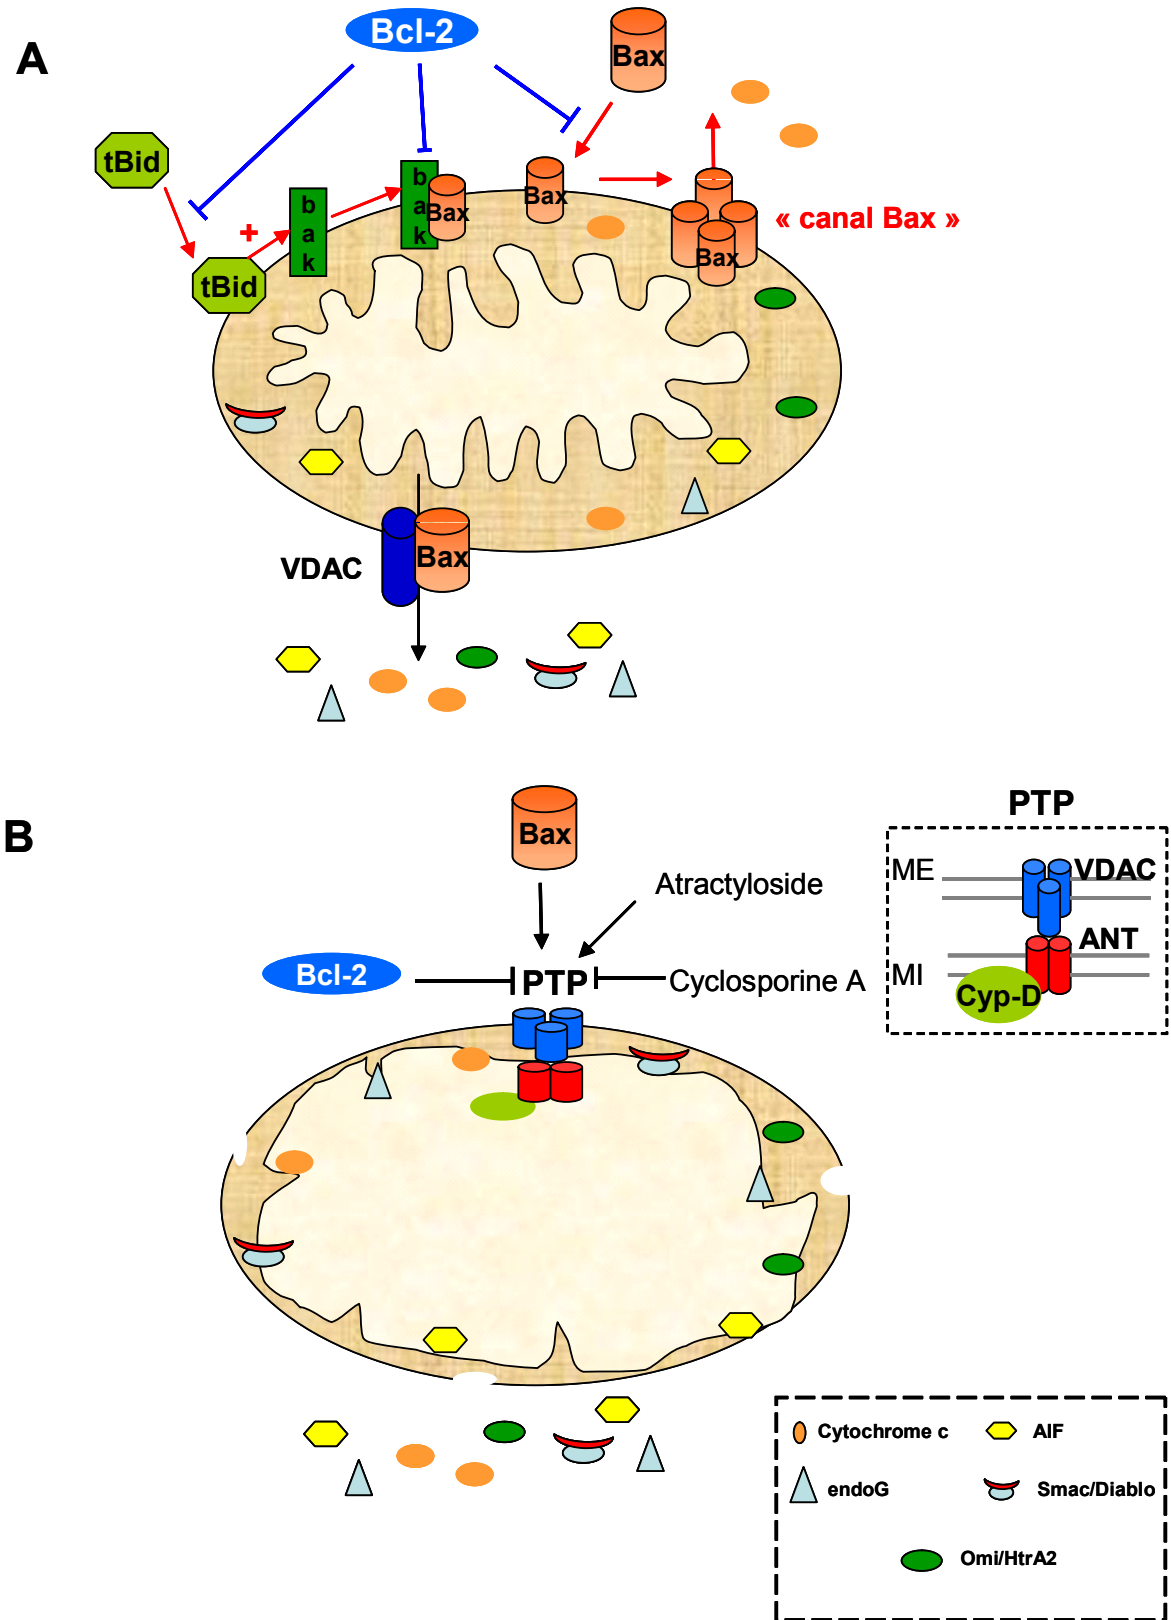 A
Bcl-2
Bax
tBid
b
a
k
b
a
k
Bax
Bax
+
tBid
Bax
« canal Bax »
VDAC
Bax
B
Bax
PTP
Atractyloside
ME
VDAC
ANT
MI
Cyp-D
Bcl-2
PTP
Cyclosporine A
Cytochrome c
AIF
endoG
Smac/Diablo
Omi/HtrA2